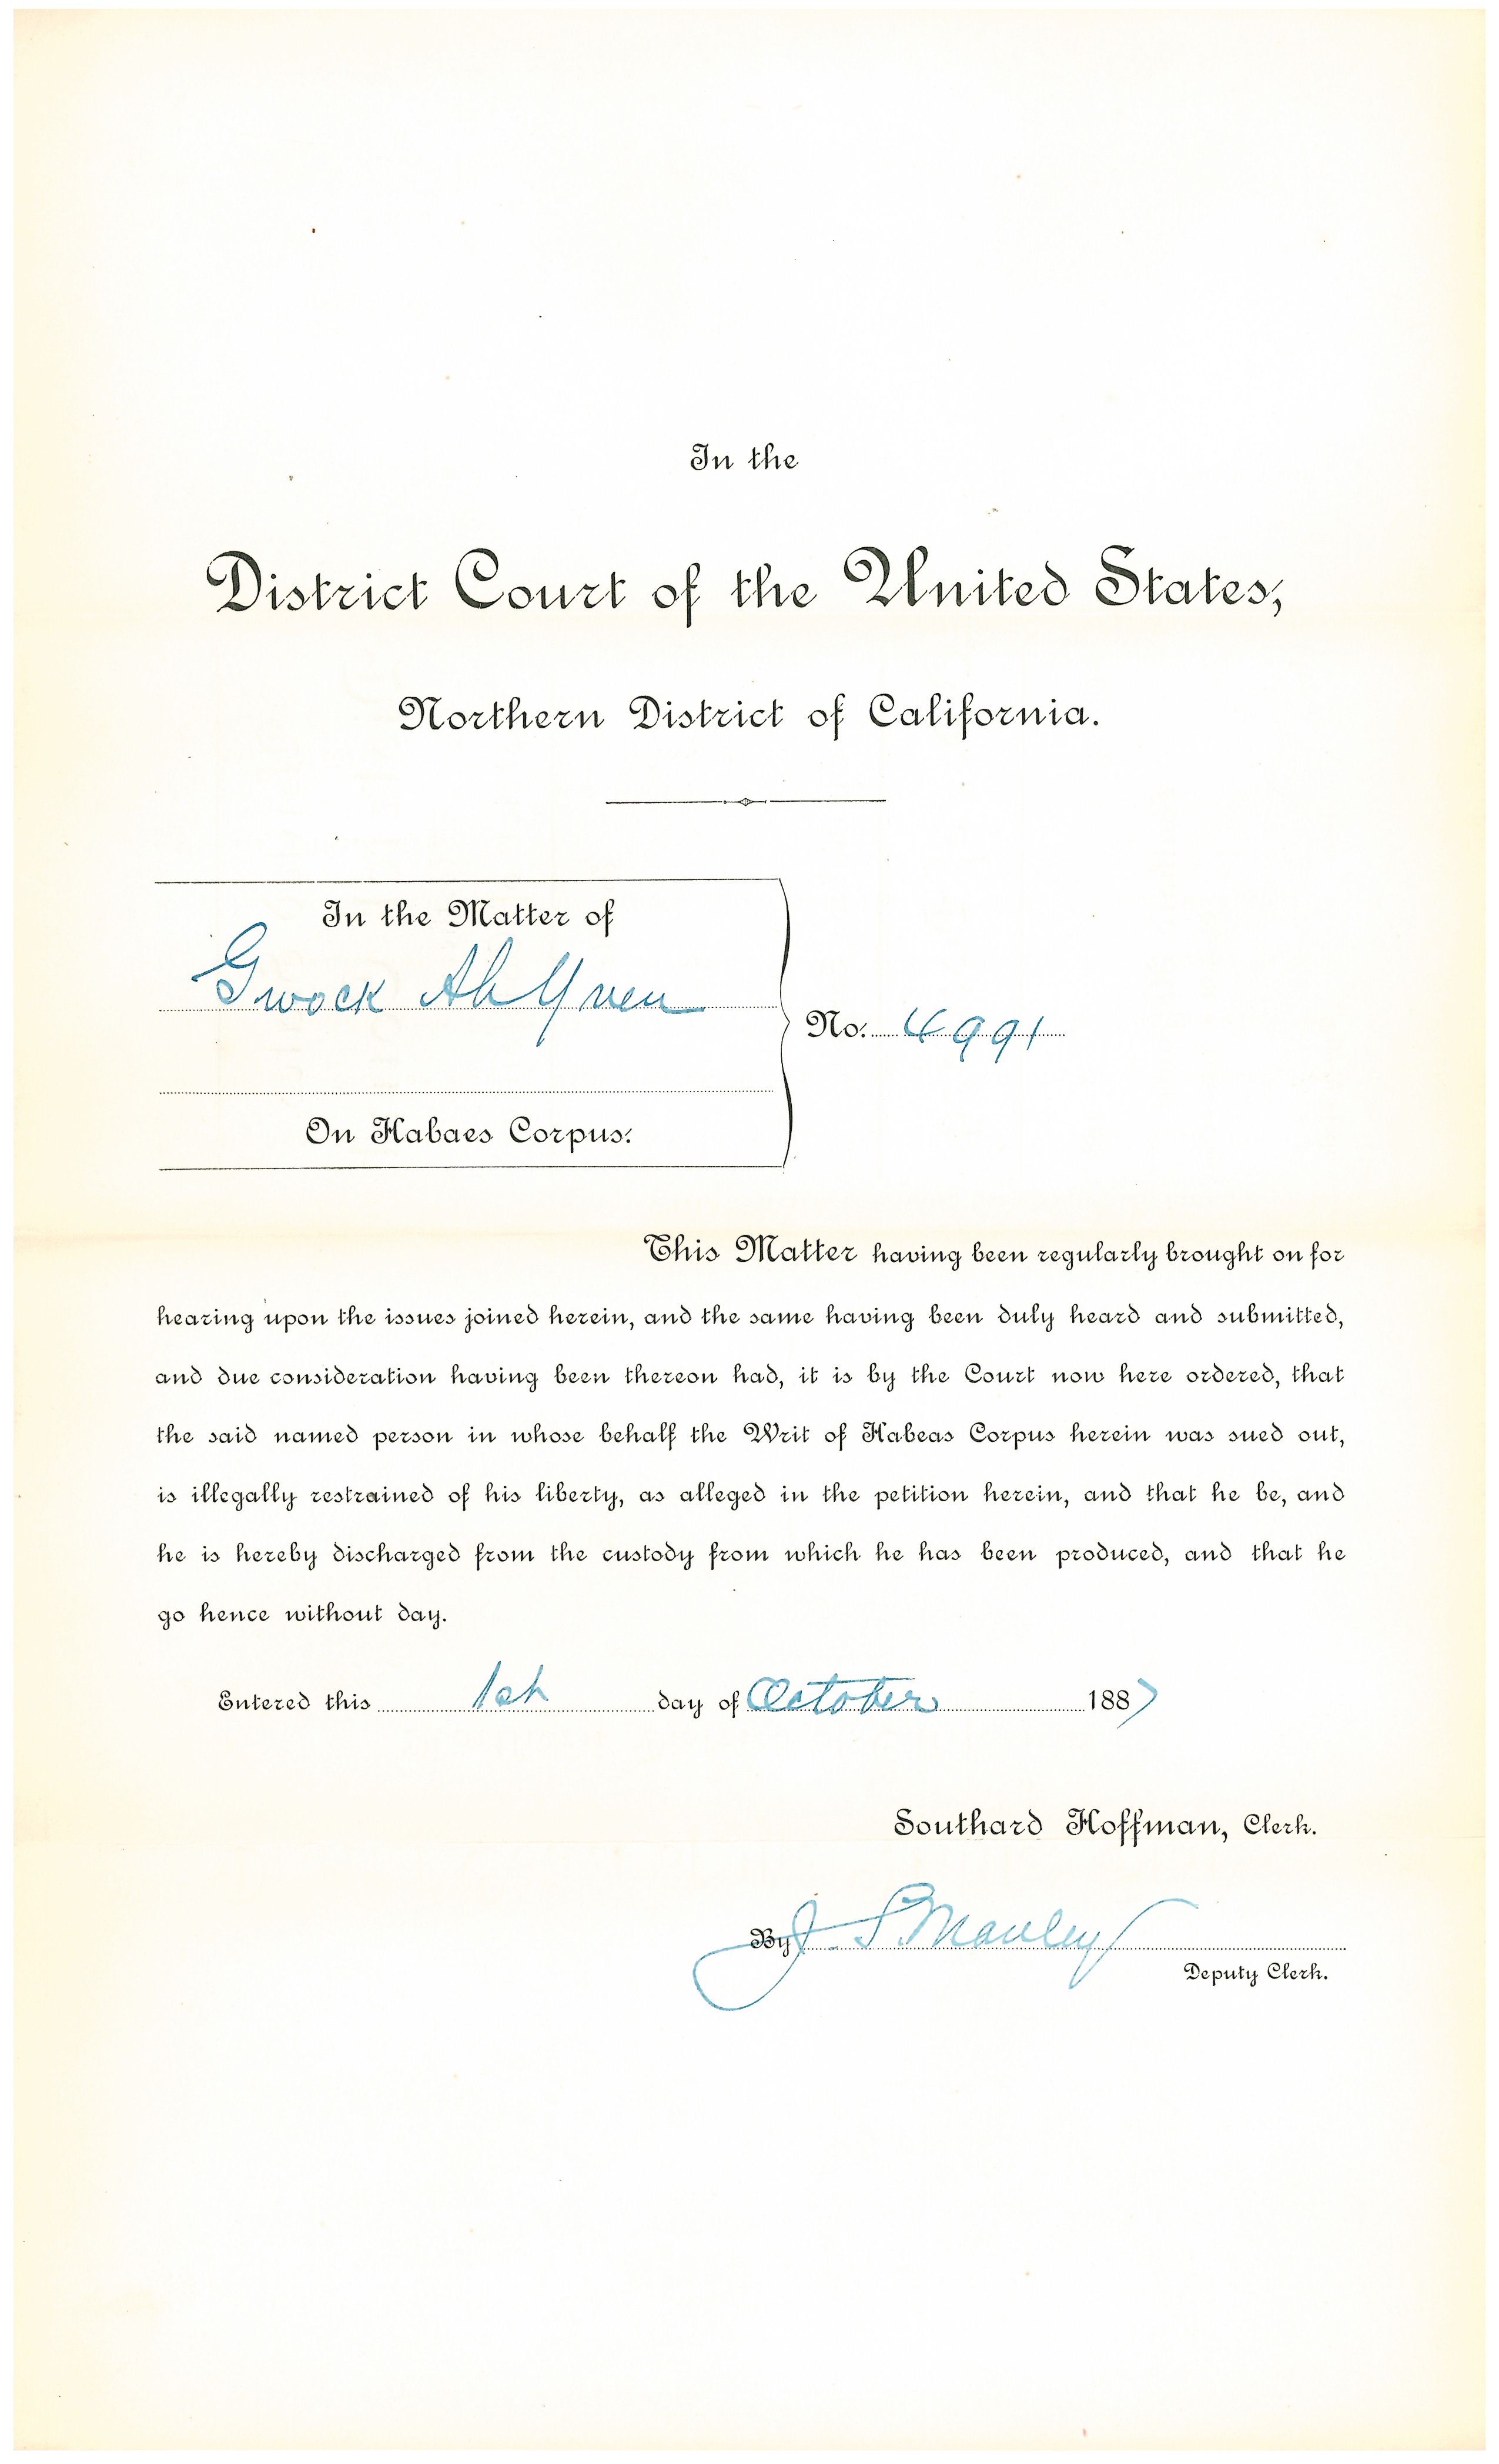 In the
District Court of the United States,
Northern District of California.
In the Matter of
Gwock Ah Yuen
No. 4991
On Habaes Corpus.
This Matter having been regularly brought on for
hearing upon the issues joined herein, and the same having been duly heard and submitted,
and due consideration having been thereon had, it is by the Court now here ordered, that
the said named person in whose behalf the Writ of Habeas Corpus herein was sued out,
is illegally restrained of his liberty, as alleged in the petition herein, and that he be, and
he is hereby discharged from the custody from which he has been produced, and that he
go hence without day.
Entered this 1st day of October 1887
Southard Hoffman, Clerk.
By J. S. Manley
Deputy Clerk.